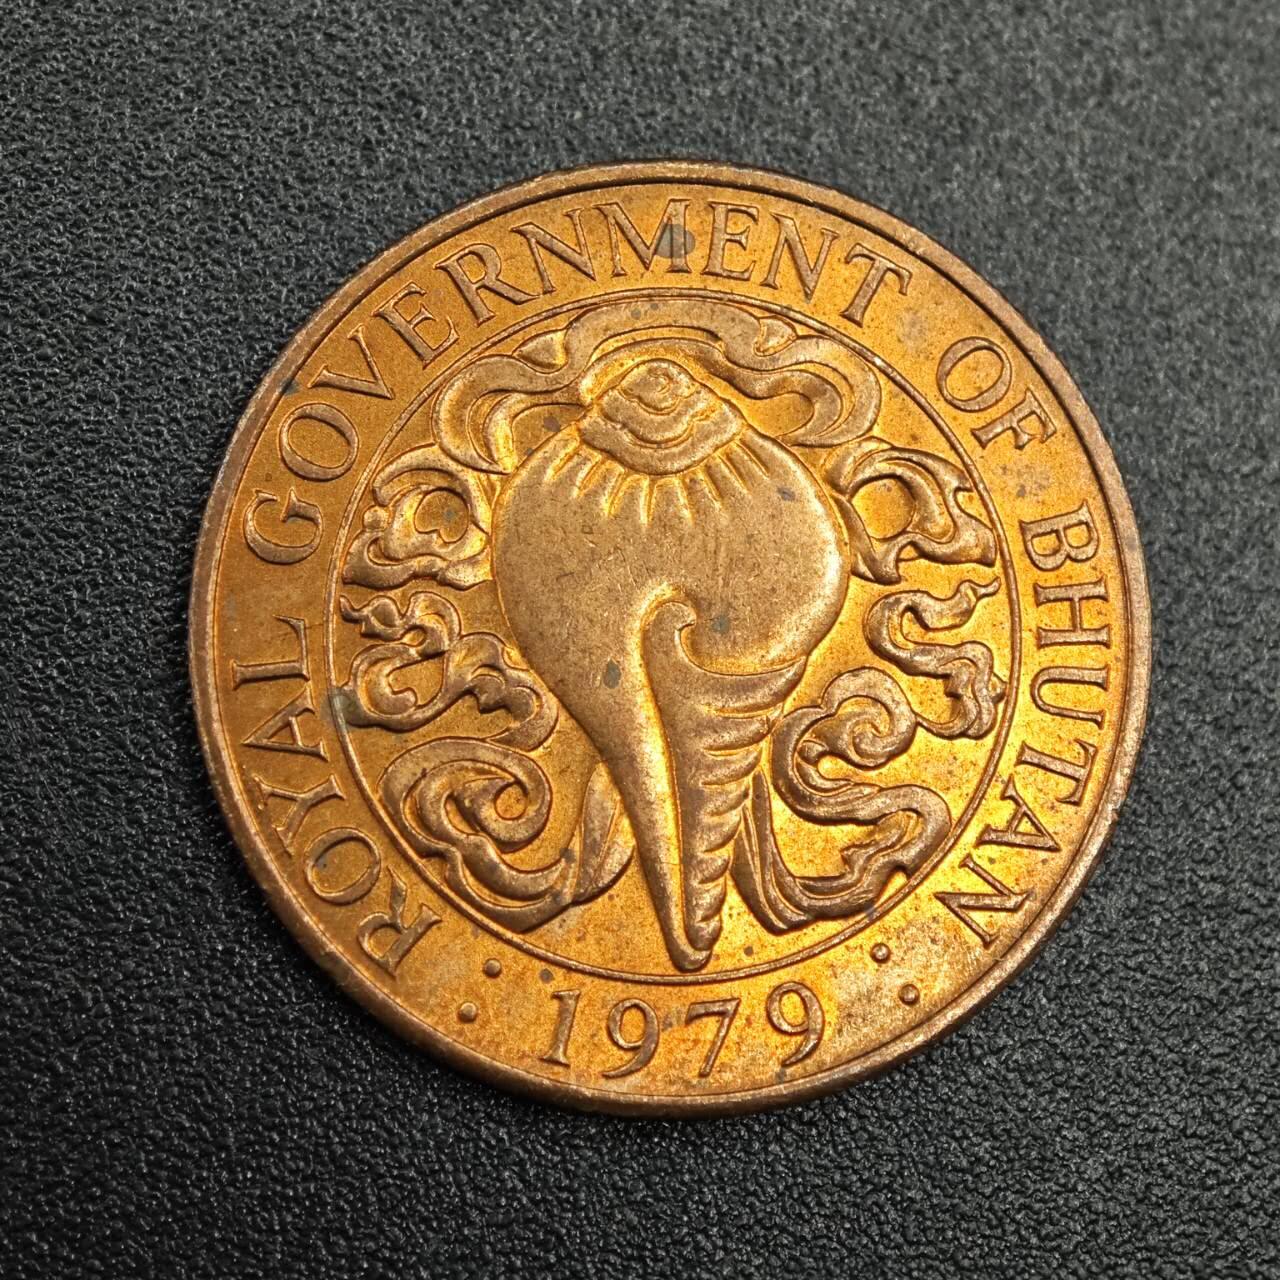 ROYAL GOVERNMENT OF BHUTAN
1979